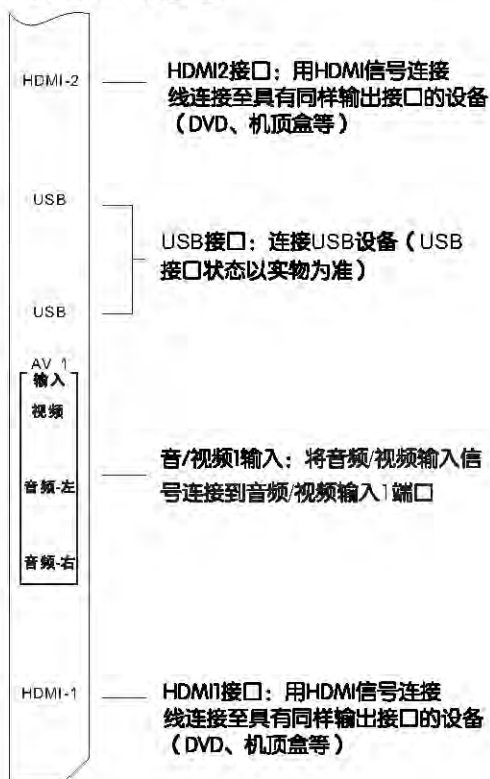 HDMI-2
HDMI2接口：用HDMI信号连接
线连接至具有同样输出接口的设备
（DVD、机顶盒等）
USB
USB接口：连接USB设备（USB
接口状态以实物为准）
USB
AV 1
输入
视频
音/视频1输入：将音频/视频输入信
号连接到音频/视频输入1端口
音频-左
音频-右
HDMI-1
HDMI1接口：用HDMI信号连接
线连接至具有同样输出接口的设备
（DVD、机顶盒等）